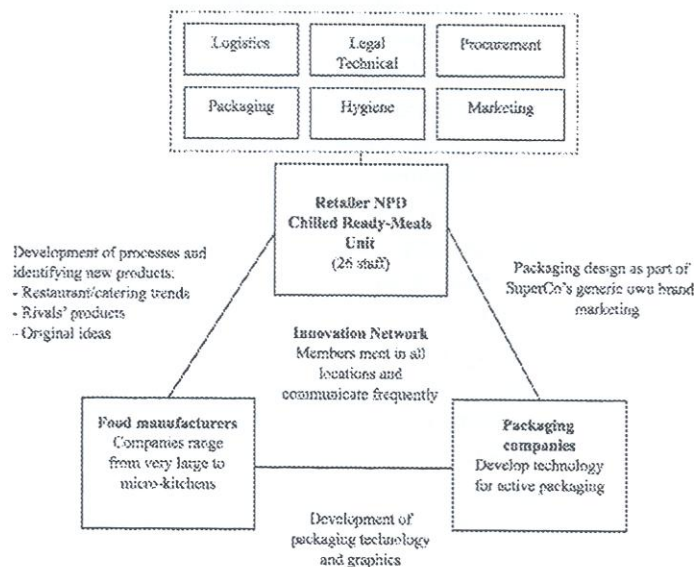 Logistics
Legal
Technical
Procurement
Packaging
Hygiene
Marketing
Retailer NPD
Chilled Ready-Meals
Unit
(26 staff)
Development of processes and
identifying new products:
- Restaurant/catering trends
- Rivals' products
- Original ideas
Packaging design as part of
SuperCo's generic own brand
marketing
Innovation Network
Members meet in all
locations and
communicate frequently
Food manufacturers
Companies range
from very large to
micro-kitchens
Packaging
companies
Develop technology
for active packaging
Development of
packaging technology
and graphics